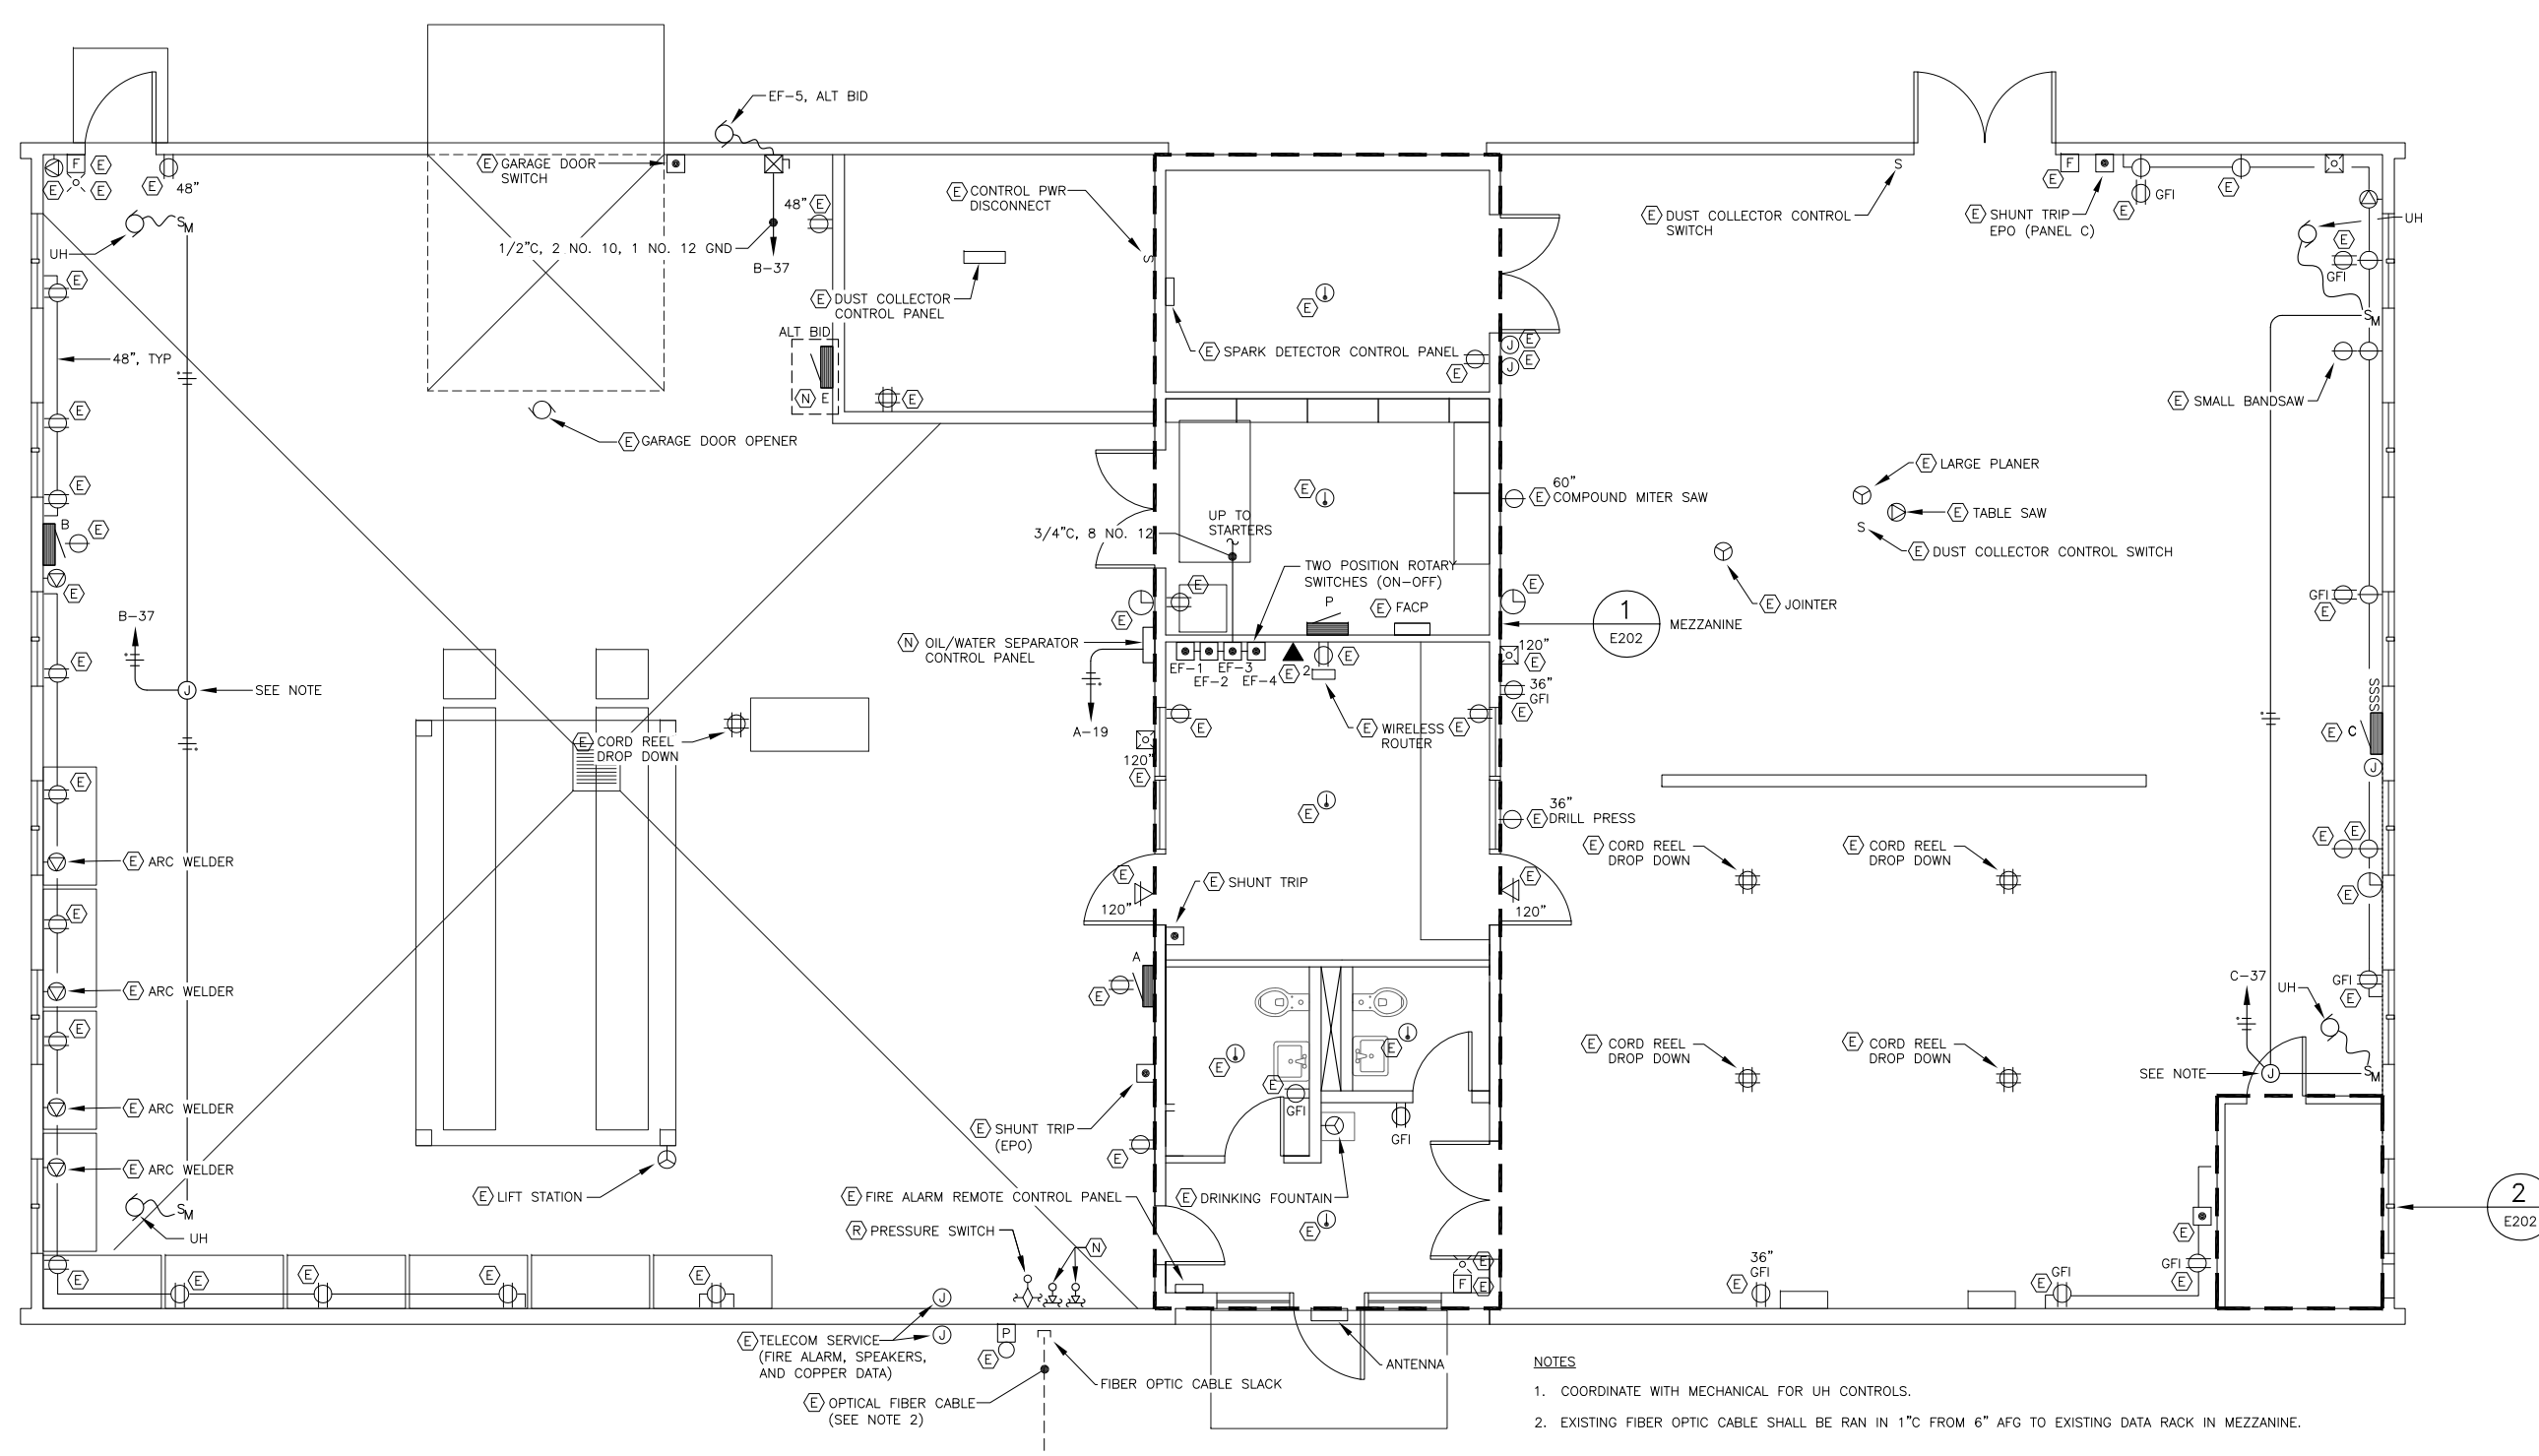 EF-5, ALT BID
F
E
E
E
E
48"
E GARAGE DOOR
SWITCH
48" E
E CONTROL PWR
DISCONNECT
S
E DUST COLLECTOR CONTROL
SWITCH
F
E
E SHUNT TRIP
EPO (PANEL C)
E
GFI
E
UH
SM
UH
1/2"C, 2 NO. 10, 1 NO. 12 GND
B-37
S
E
GFI
E
E DUST COLLECTOR
CONTROL PANEL
E
SM
ALT BID
48", TYP
E SPARK DETECTOR CONTROL PANEL
E
J E
J E
N E
E
E SMALL BANDSAW
E
E GARAGE DOOR OPENER
E LARGE PLANER
E
E
60"
E COMPOUND MITER SAW
E TABLE SAW
S
B
E
UP TO
STARTERS
3/4"C, 8 NO. 12
E DUST COLLECTOR CONTROL SWITCH
TWO POSITION ROTARY
SWITCHES (ON-OFF)
E
E
E
P
E FACP
E JOINTER
GFI
E
B-37
E
1
E202
MEZZANINE
N OIL/WATER SEPARATOR
CONTROL PANEL
E
EF-1
EF-2
EF-3
EF-4
E 2
E
120"
E
J
SEE NOTE
36"
GFI
E
SSSSS
A-19
E
E WIRELESS
ROUTER
E
E CORD REEL
DROP DOWN
120"
E
E C
J
E
E
36"
E DRILL PRESS
E CORD REEL
DROP DOWN
E CORD REEL
DROP DOWN
E
E
E ARC WELDER
E
120"
E SHUNT TRIP
E
120"
E
E
A
E
E ARC WELDER
C-37
UH
GFI
E
E
E
E
E CORD REEL
DROP DOWN
E CORD REEL
DROP DOWN
SEE NOTE
J
SM
E
GFI
GFI
E ARC WELDER
E SHUNT TRIP
(EPO)
E
E ARC WELDER
E LIFT STATION
E FIRE ALARM REMOTE CONTROL PANEL
E DRINKING FOUNTAIN
SM
UH
R PRESSURE SWITCH
N
E
2
E202
E
E
F E
E
E
E
E
E
36"
GFI
E
GFI
E
GFI
E
J
E TELECOM SERVICE
(FIRE ALARM, SPEAKERS,
AND COPPER DATA)
J
P
E
ANTENNA
FIBER OPTIC CABLE SLACK
E OPTICAL FIBER CABLE
(SEE NOTE 2)
NOTES
1. COORDINATE WITH MECHANICAL FOR UH CONTROLS.
2. EXISTING FIBER OPTIC CABLE SHALL BE RAN IN 1"C FROM 6" AFG TO EXISTING DATA RACK IN MEZZANINE.